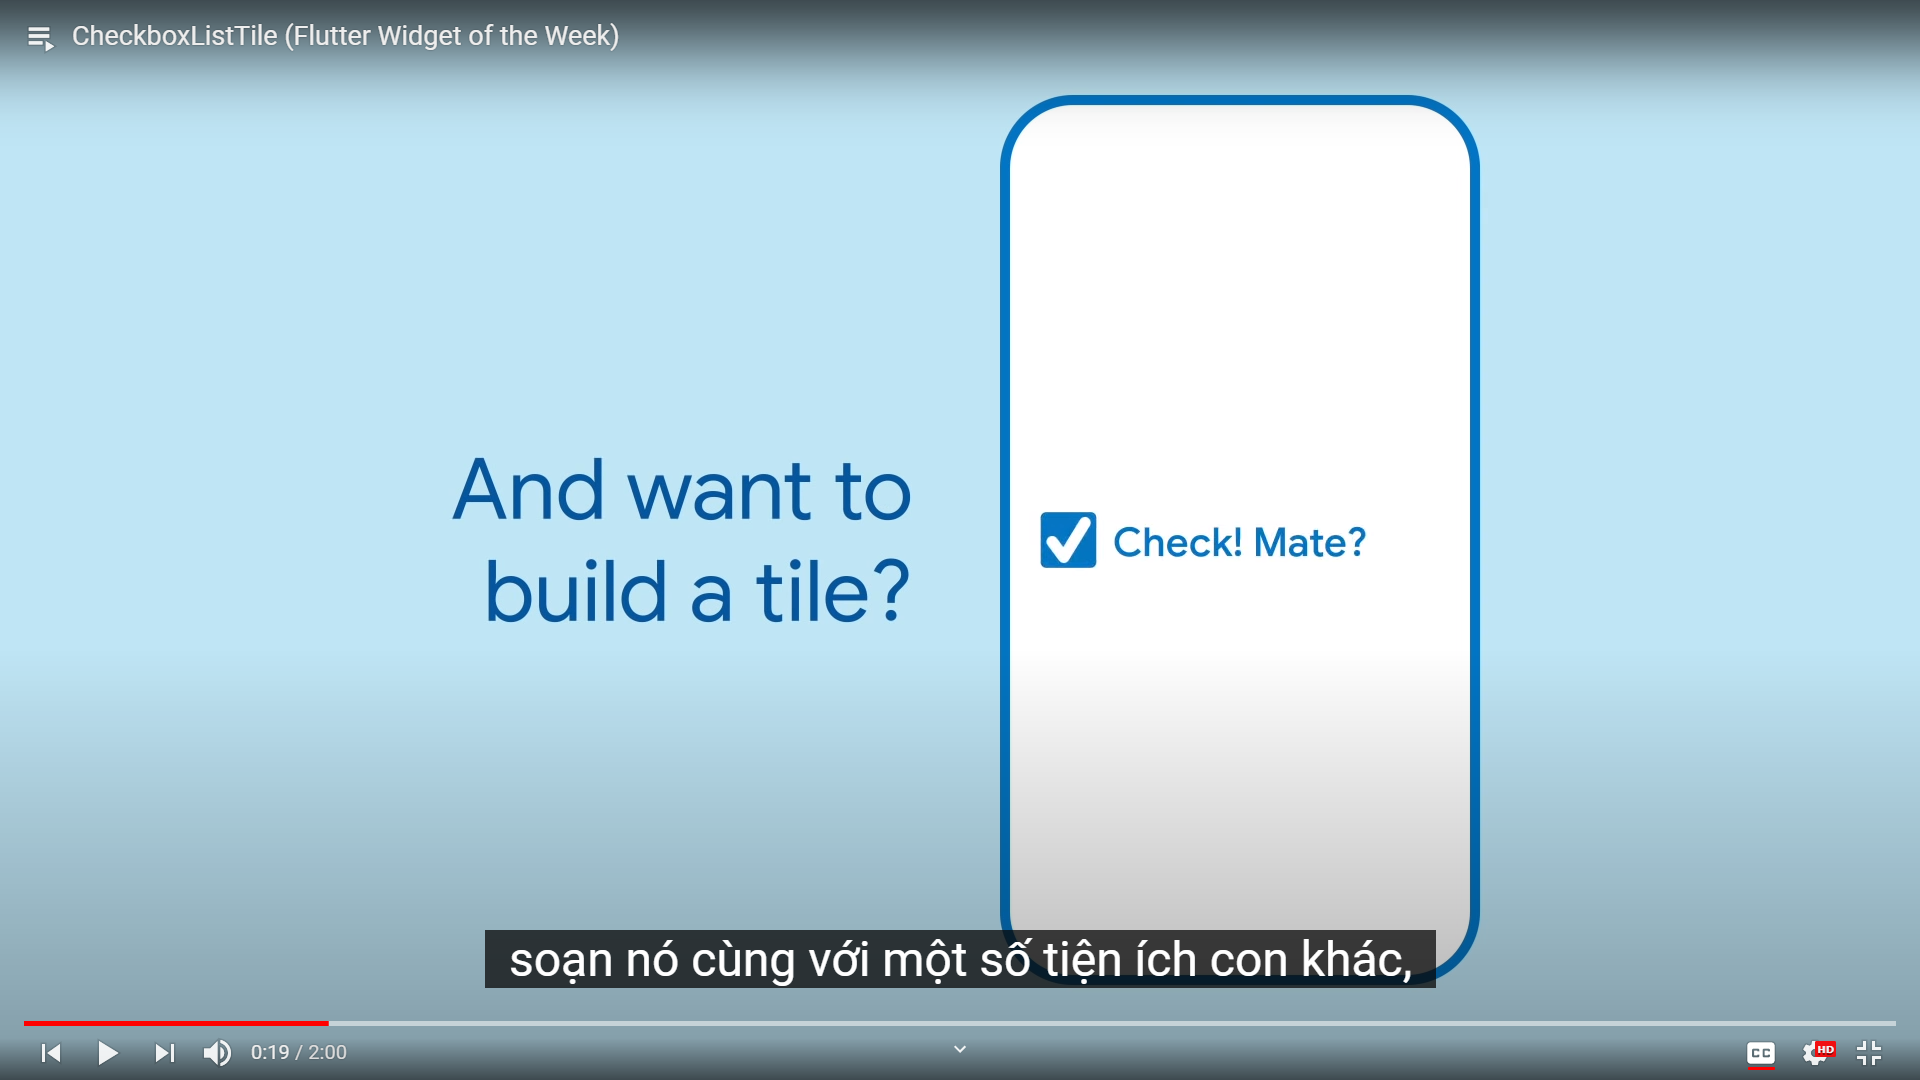 CheckboxListTile (Flutter Widget of the Week)
And want to
build a tile?
Check! Mate?
soạn nó cùng với một số tiện ích con khác,
0:19 / 2:00
CC
HD